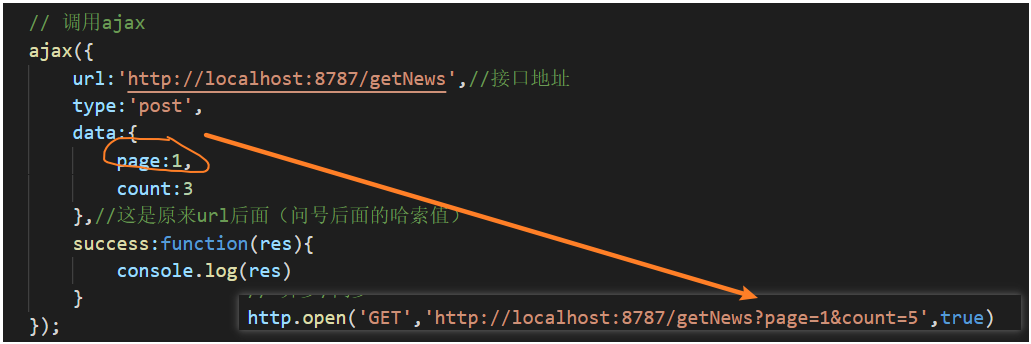 // 调用ajax
ajax({
url:'http://localhost:8787/getNews',//接口地址
type:'post',
data:{
page:1,
count:3
},//这是原来url后面（问号后面的哈索值）
success:function(res){
console.log(res)
}
});
http.open('GET','http://localhost:8787/getNews?page=1&count=5',true)